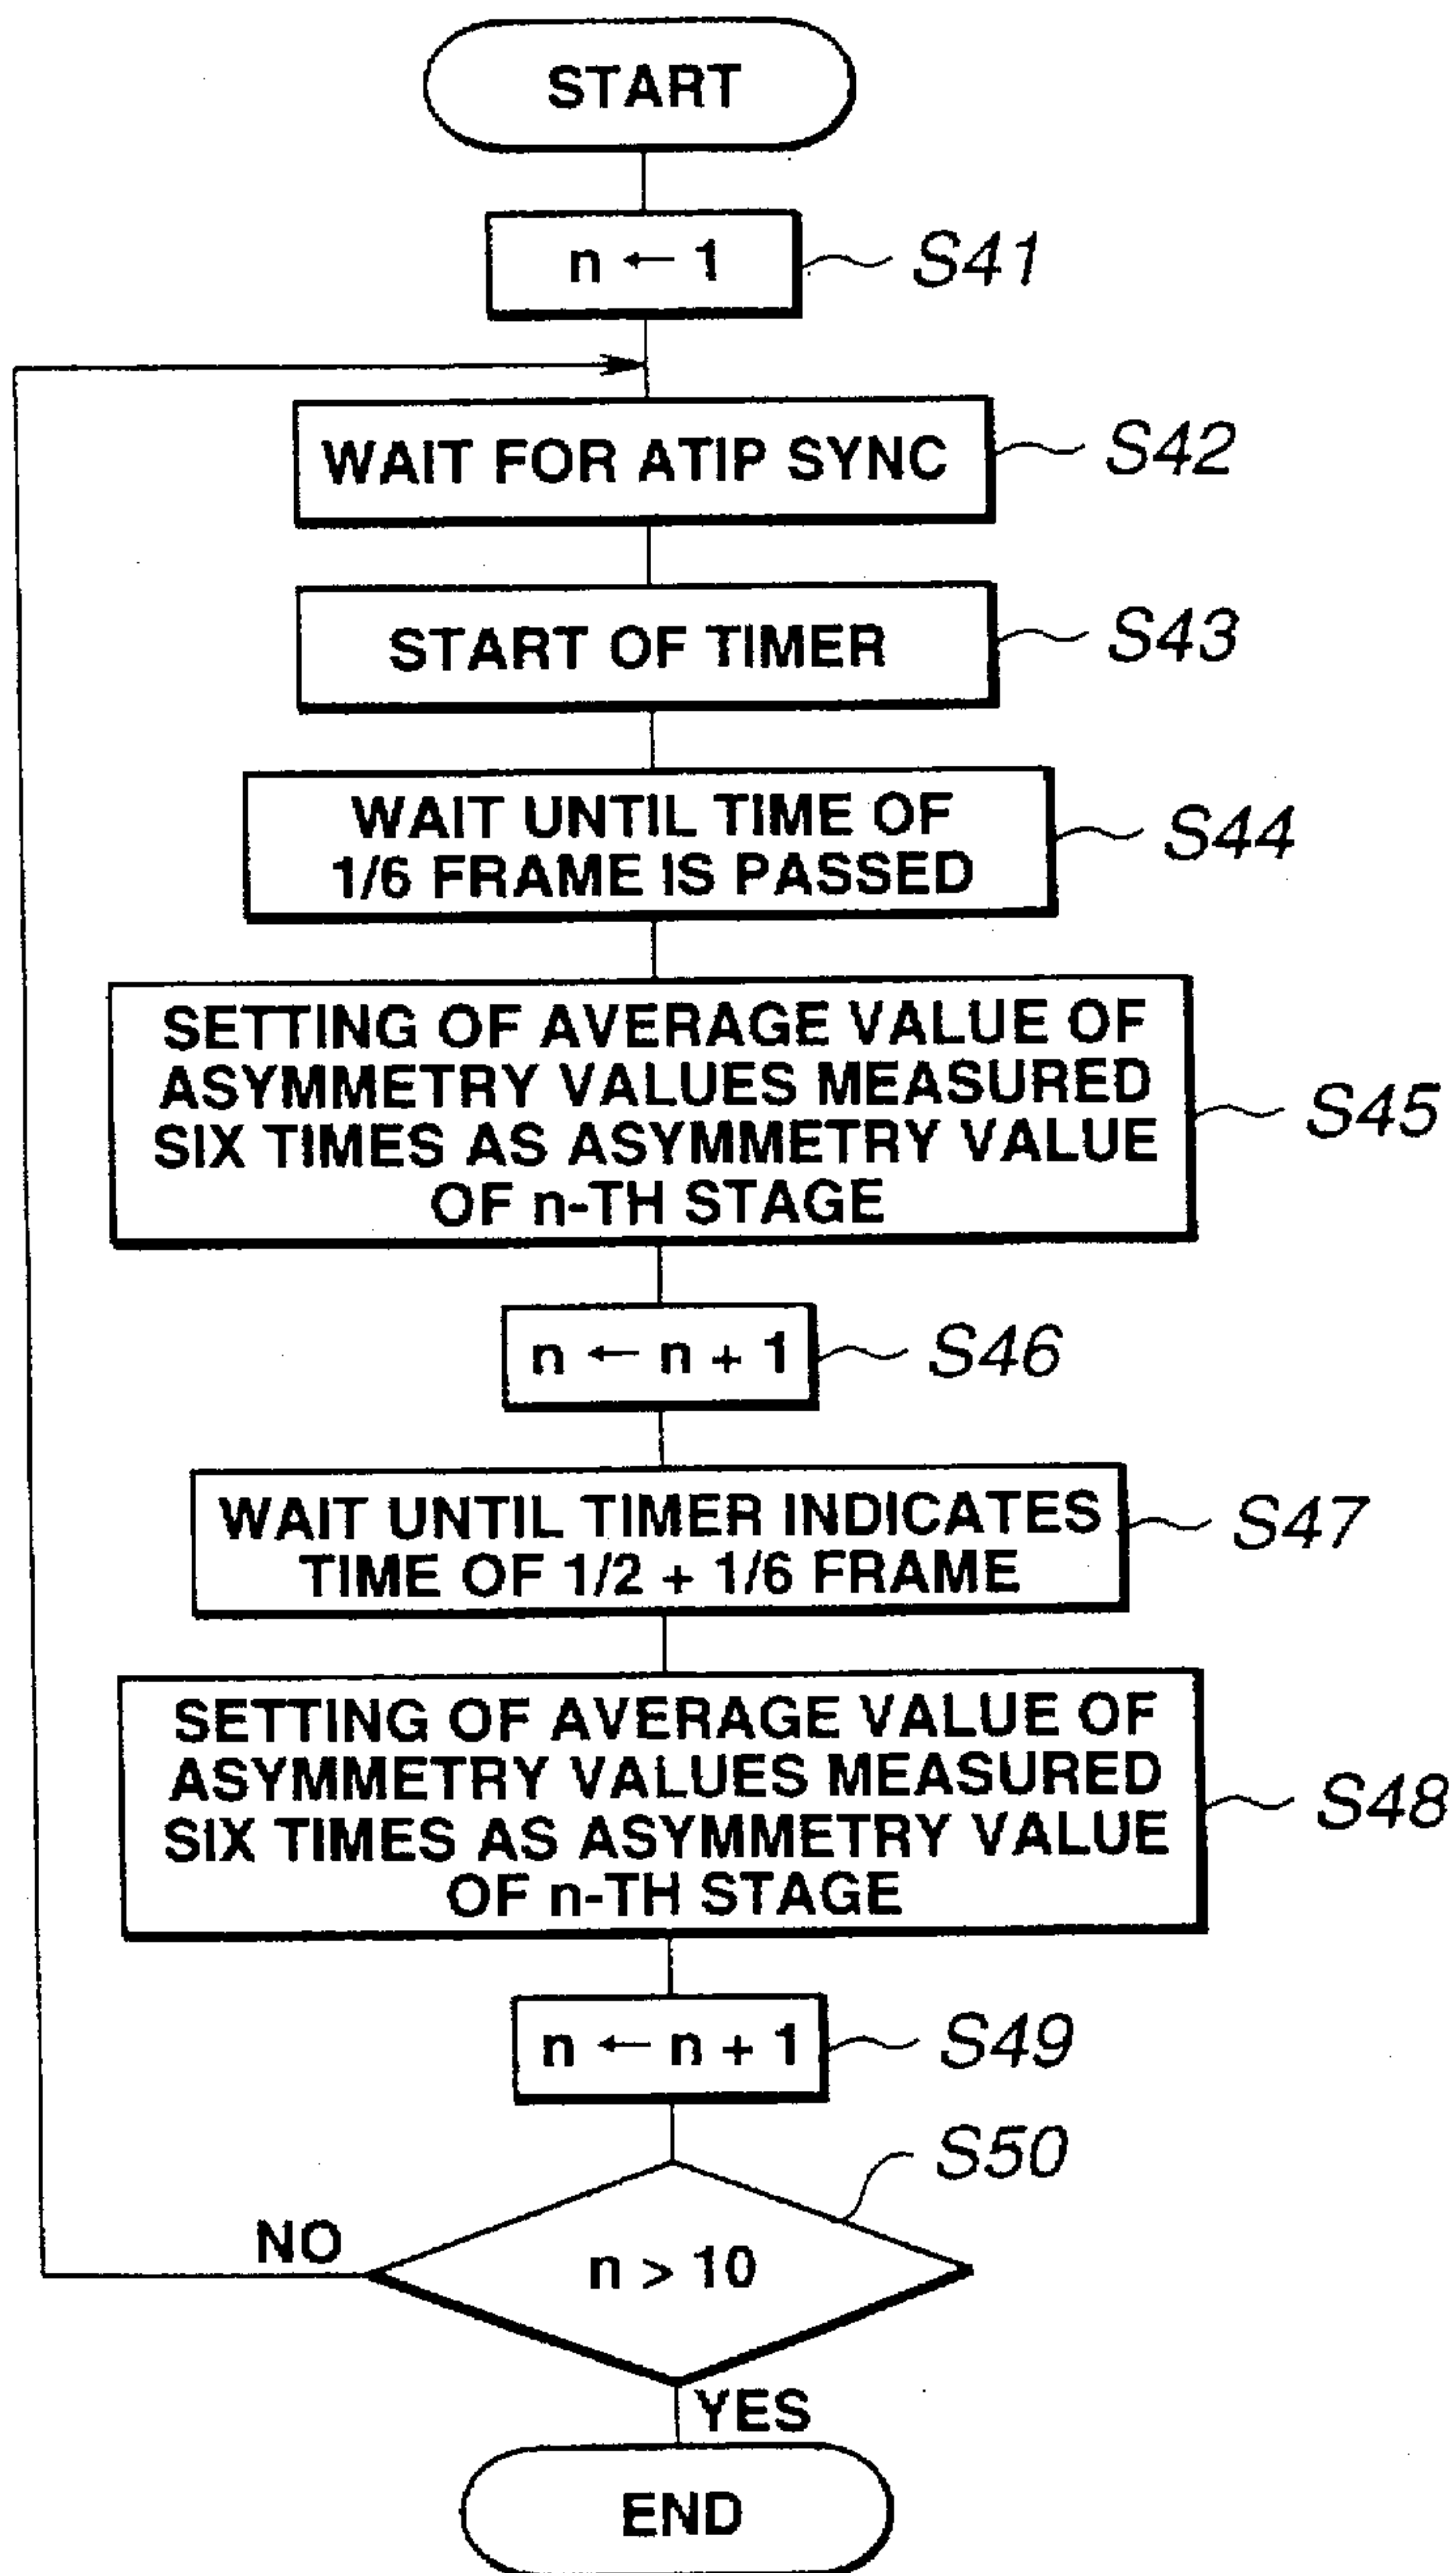 START
n ← 1
S41
WAIT FOR ATIP SYNC
S42
START OF TIMER
S43
WAIT UNTIL TIME OF
1/6 FRAME IS PASSED
S44
SETTING OF AVERAGE VALUE OF
ASYMMETRY VALUES MEASURED
SIX TIMES AS ASYMMETRY VALUE
OF n-TH STAGE
S45
n ← n + 1
S46
WAIT UNTIL TIMER INDICATES
TIME OF 1/2 + 1/6 FRAME
S47
SETTING OF AVERAGE VALUE OF
ASYMMETRY VALUES MEASURED
SIX TIMES AS ASYMMETRY VALUE
OF n-TH STAGE
S48
n ← n + 1
S49
S50
NO
n > 10
YES
END